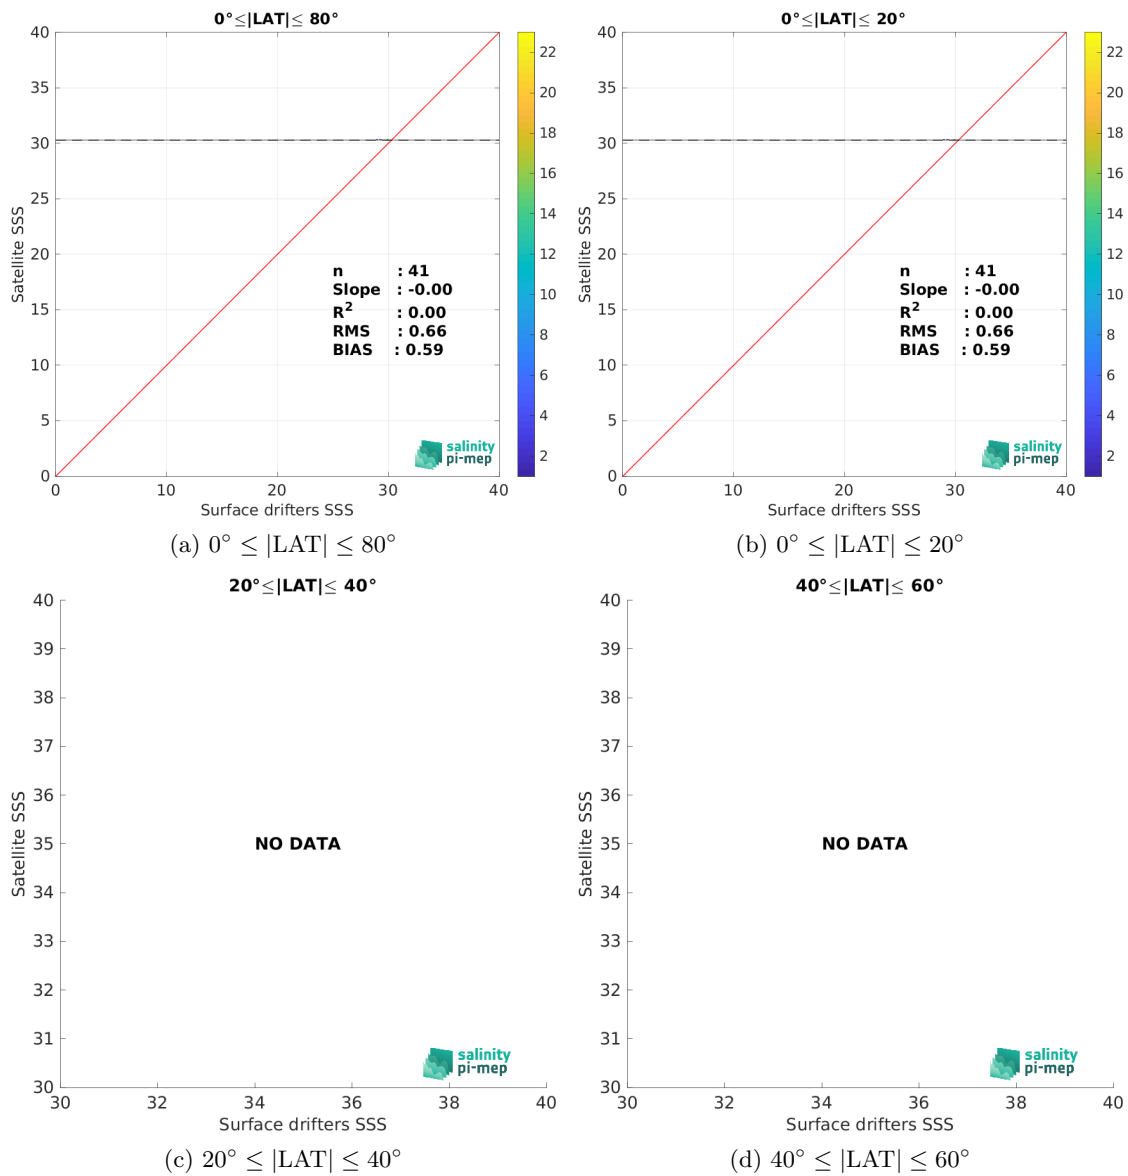 0°≤|LAT|≤ 80°
40
35
30
25
20
15
10
5
0
Satellite SSS
0
10
20
30
40
Surface drifters SSS
n : 41
Slope : -0.00
R² : 0.00
RMS : 0.66
BIAS : 0.59
salinity
pi-mep
22
20
18
16
14
12
10
8
6
4
2
(a) 0° ≤ |LAT| ≤ 80°
0°≤|LAT|≤ 20°
40
35
30
25
20
15
10
5
0
Satellite SSS
0
10
20
30
40
Surface drifters SSS
n : 41
Slope : -0.00
R² : 0.00
RMS : 0.66
BIAS : 0.59
salinity
pi-mep
22
20
18
16
14
12
10
8
6
4
2
(b) 0° ≤ |LAT| ≤ 20°
20°≤|LAT|≤ 40°
40
39
38
37
36
35
34
33
32
31
30
Satellite SSS
NO DATA
salinity
pi-mep
30
32
34
36
38
40
Surface drifters SSS
(c) 20° ≤ |LAT| ≤ 40°
40°≤|LAT|≤ 60°
40
39
38
37
36
35
34
33
32
31
30
Satellite SSS
NO DATA
salinity
pi-mep
30
32
34
36
38
40
Surface drifters SSS
(d) 40° ≤ |LAT| ≤ 60°